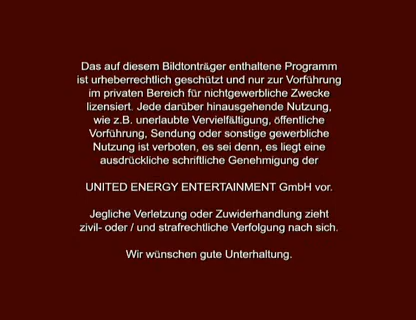 Das auf diesem Bildtonträger enthaltene Programm
ist urheberrechtlich geschützt und nur zur Vorführung
im privaten Bereich für nichtgewerbliche Zwecke
lizensiert. Jede darüber hinausgehende Nutzung,
wie z.B. unerlaubte Vervielfältigung, öffentliche
Vorführung, Sendung oder sonstige gewerbliche
Nutzung ist verboten, es sei denn, es liegt eine
ausdrückliche schriftliche Genehmigung der
UNITED ENERGY ENTERTAINMENT GmbH vor.
Jegliche Verletzung oder Zuwiderhandlung zieht
zivil- oder / und strafrechtliche Verfolgung nach sich.
Wir wünschen gute Unterhaltung.